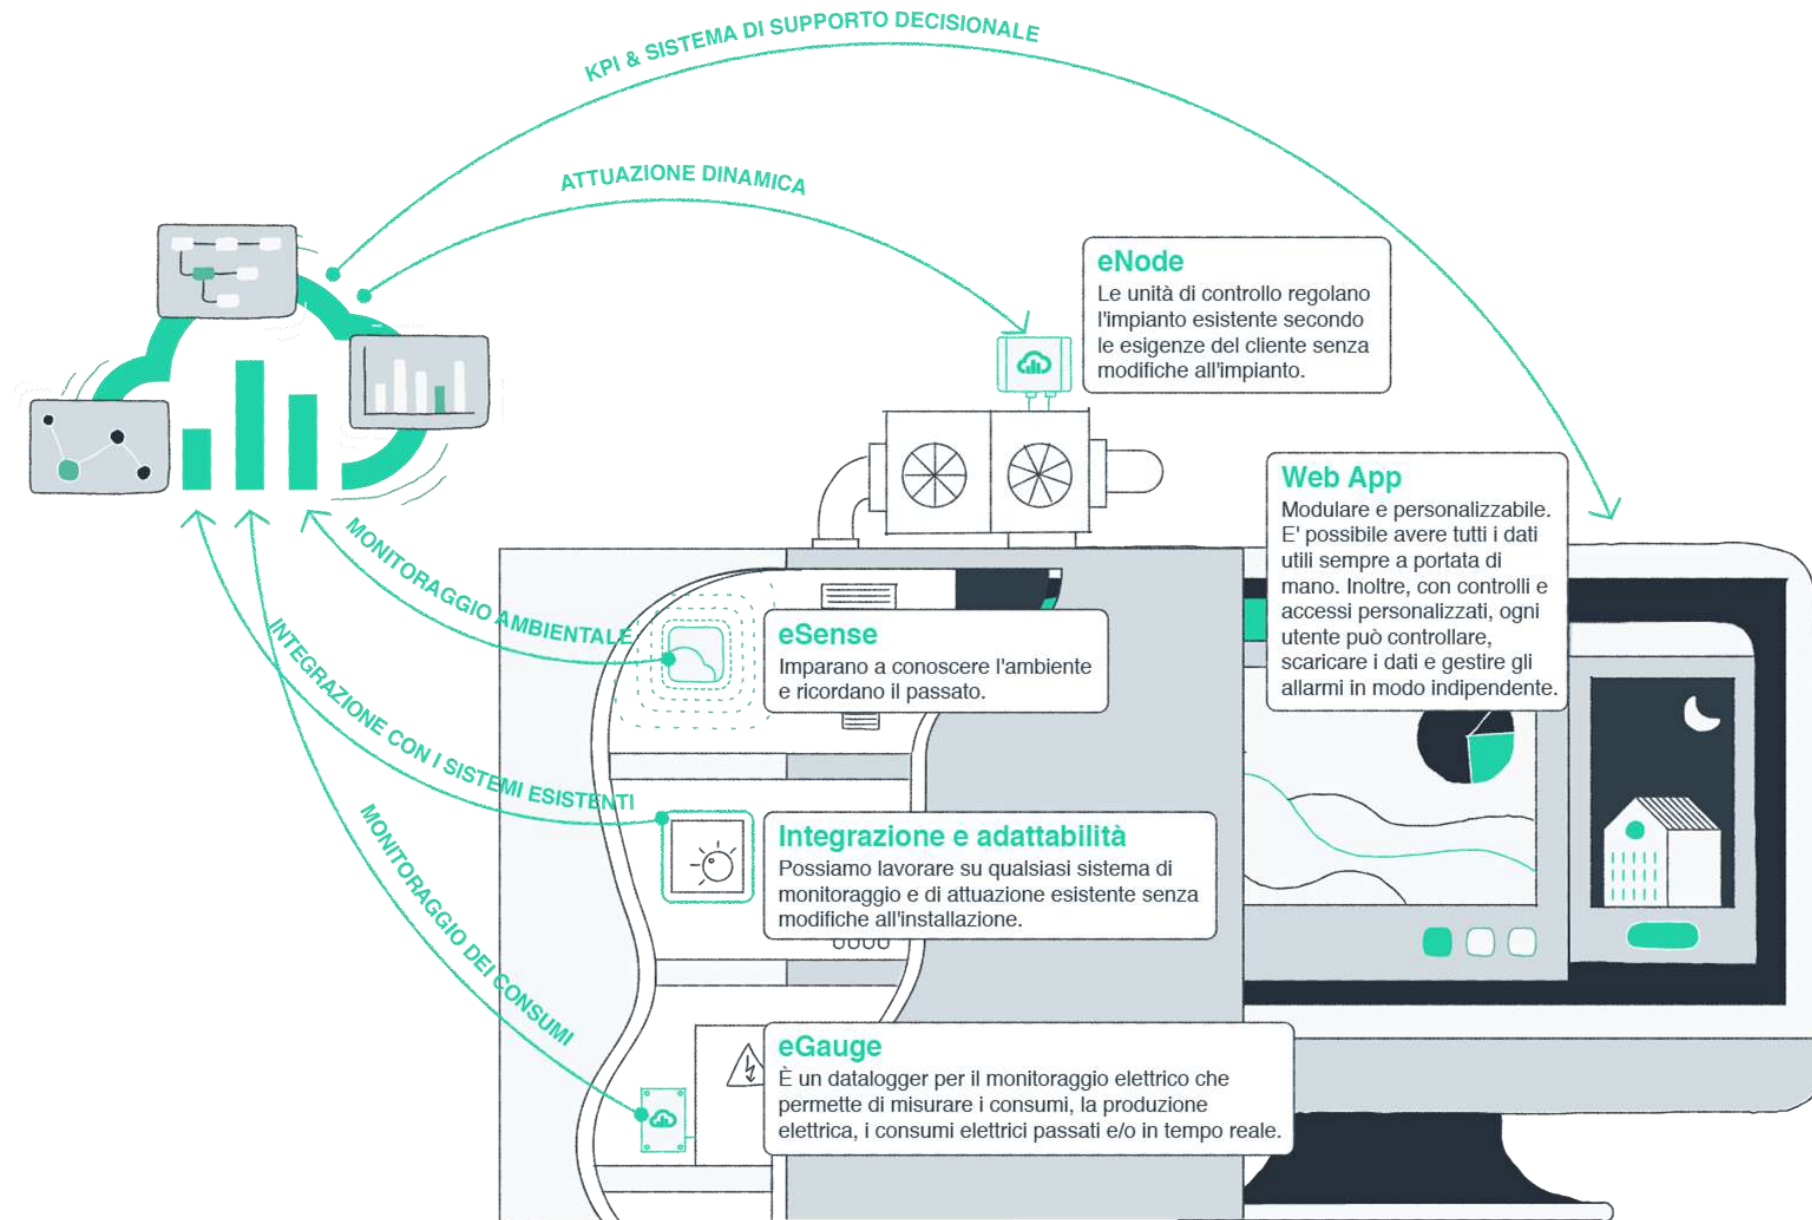 KPI & SISTEMA DI SUPPORTO DECISIONALE
ATTUAZIONE DINAMICA
eNode
Le unità di controllo regolano
l'impianto esistente secondo
le esigenze del cliente senza
modifiche all'impianto.
Web App
Modulare e personalizzabile.
E' possibile avere tutti i dati
utili sempre a portata di
mano. Inoltre, con controlli e
accessi personalizzati, ogni
utente può controllare,
scaricare i dati e gestire gli
allarmi in modo indipendente.
MONITORAGGIO AMBIENTALE
eSense
Imparano a conoscere l'ambiente
e ricordano il passato.
INTEGRAZIONE CON I SISTEMI ESISTENTI
Integrazione e adattabilità
Possiamo lavorare su qualsiasi sistema di
monitoraggio e di attuazione esistente senza
modifiche all'installazione.
MONITORAGGIO DEI CONSUMI
eGauge
È un datalogger per il monitoraggio elettrico che
permette di misurare i consumi, la produzione
elettrica, i consumi elettrici passati e/o in tempo reale.